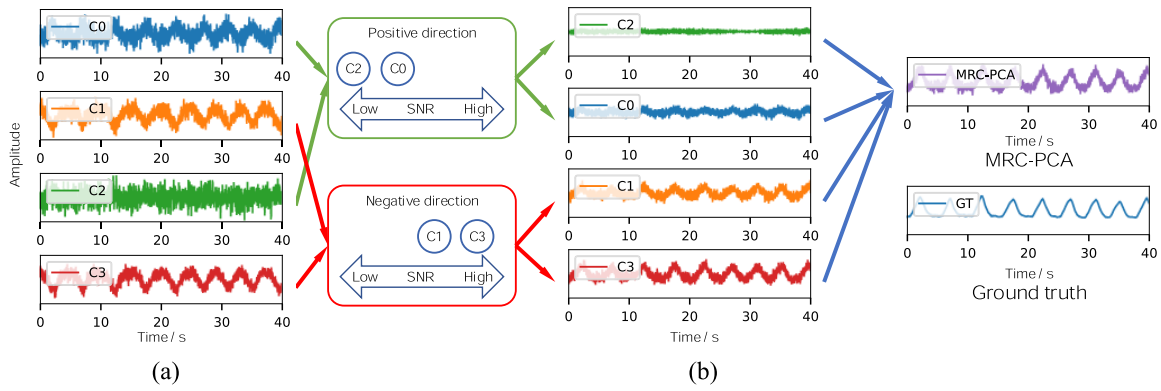 Amplitude
C0
0 10 20 30 40
C1
0 10 20 30 40
C2
0 10 20 30 40
C3
0 10 20 30 40
Time / s
(a)
Positive direction
C2 C0
Low SNR High
Negative direction
C1 C3
Low SNR High
C2
0 10 20 30 40
C0
0 10 20 30 40
C1
0 10 20 30 40
C3
0 10 20 30 40
Time / s
(b)
MRC-PCA
0 10 20 30 40
Time / s
MRC-PCA
GT
0 10 20 30 40
Time / s
Ground truth